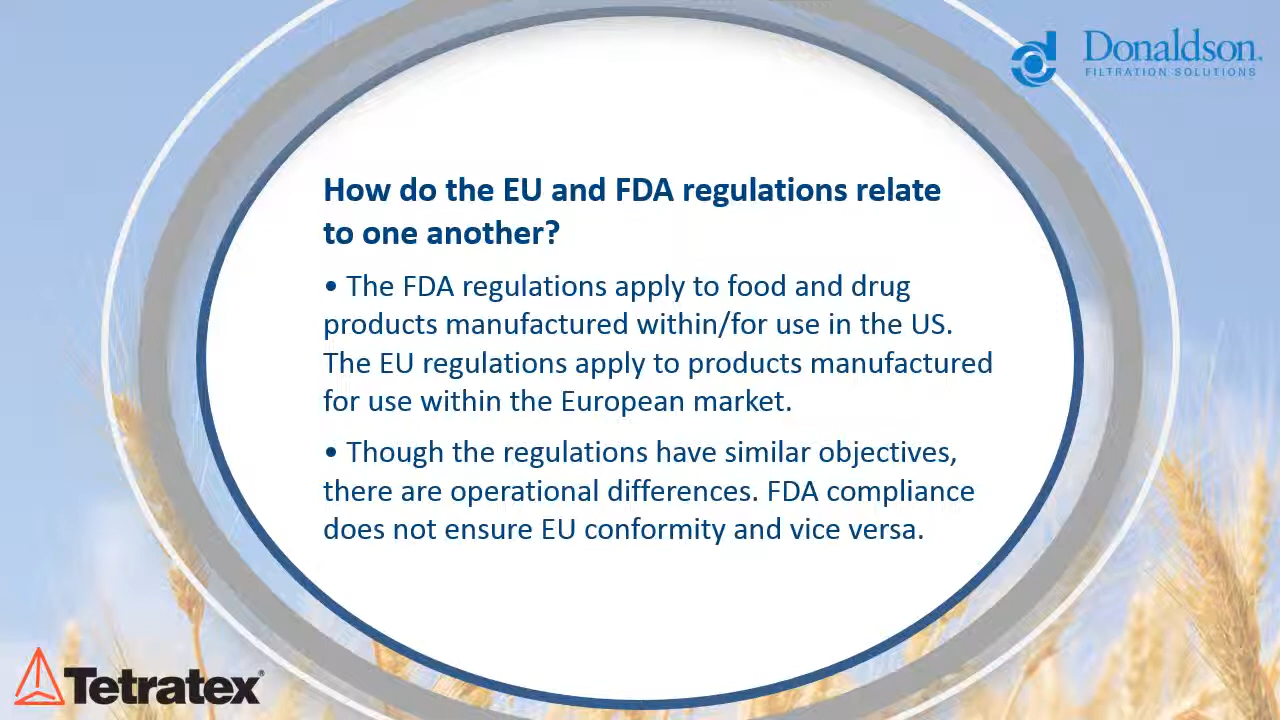 Donaldson.
FILTRATION SOLUTIONS
How do the EU and FDA regulations relate
to one another?
• The FDA regulations apply to food and drug
products manufactured within/for use in the US.
The EU regulations apply to products manufactured
for use within the European market.
• Though the regulations have similar objectives,
there are operational differences. FDA compliance
does not ensure EU conformity and vice versa.
Tetratex®